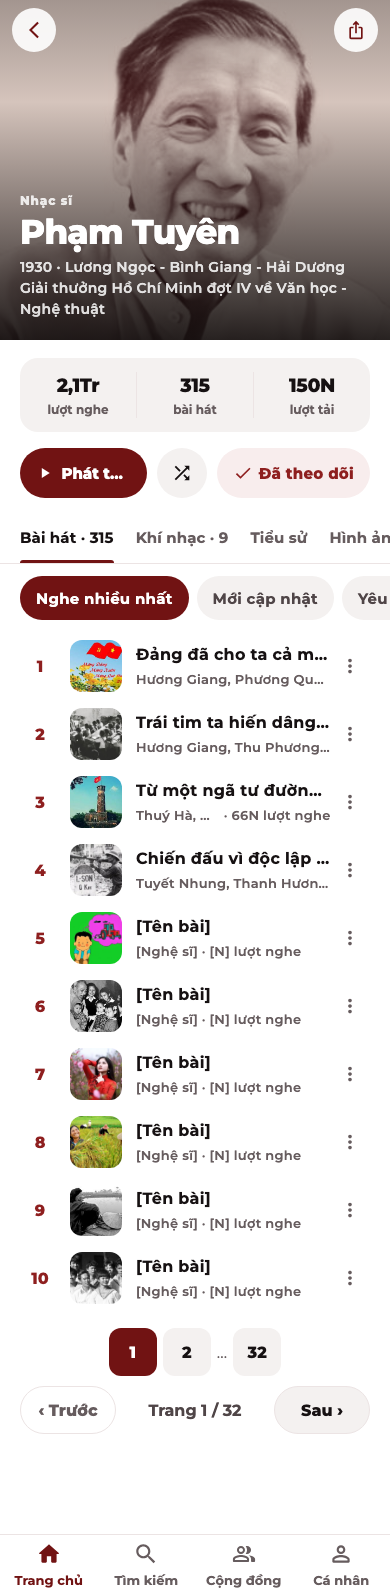 Nhạc sĩ
Phạm Tuyên
1930 · Lương Ngọc - Bình Giang - Hải Dương
Giải thưởng Hồ Chí Minh đợt IV về Văn học -
Nghệ thuật
2,1Tr
lượt nghe
315
bài hát
150N
lượt tải
Phát t...
Đã theo dõi
Bài hát · 315
Khí nhạc · 9
Tiểu sử
Hình ản
Nghe nhiều nhất
Mới cập nhật
Yêu
1
Đảng đã cho ta cả m...
Hương Giang, Phương Qu...
2
Trái tim ta hiến dâng...
Hương Giang, Thu Phương...
3
Từ một ngã tư đườn...
Thuý Hà, ... · 66N lượt nghe
4
Chiến đấu vì độc lập ...
Tuyết Nhung, Thanh Hươn...
5
[Tên bài]
[Nghệ sĩ] · [N] lượt nghe
6
[Tên bài]
[Nghệ sĩ] · [N] lượt nghe
7
[Tên bài]
[Nghệ sĩ] · [N] lượt nghe
8
[Tên bài]
[Nghệ sĩ] · [N] lượt nghe
9
[Tên bài]
[Nghệ sĩ] · [N] lượt nghe
10
[Tên bài]
[Nghệ sĩ] · [N] lượt nghe
1
2
...
32
‹ Trước
Trang 1 / 32
Sau ›
Trang chủ
Tìm kiếm
Cộng đồng
Cá nhân